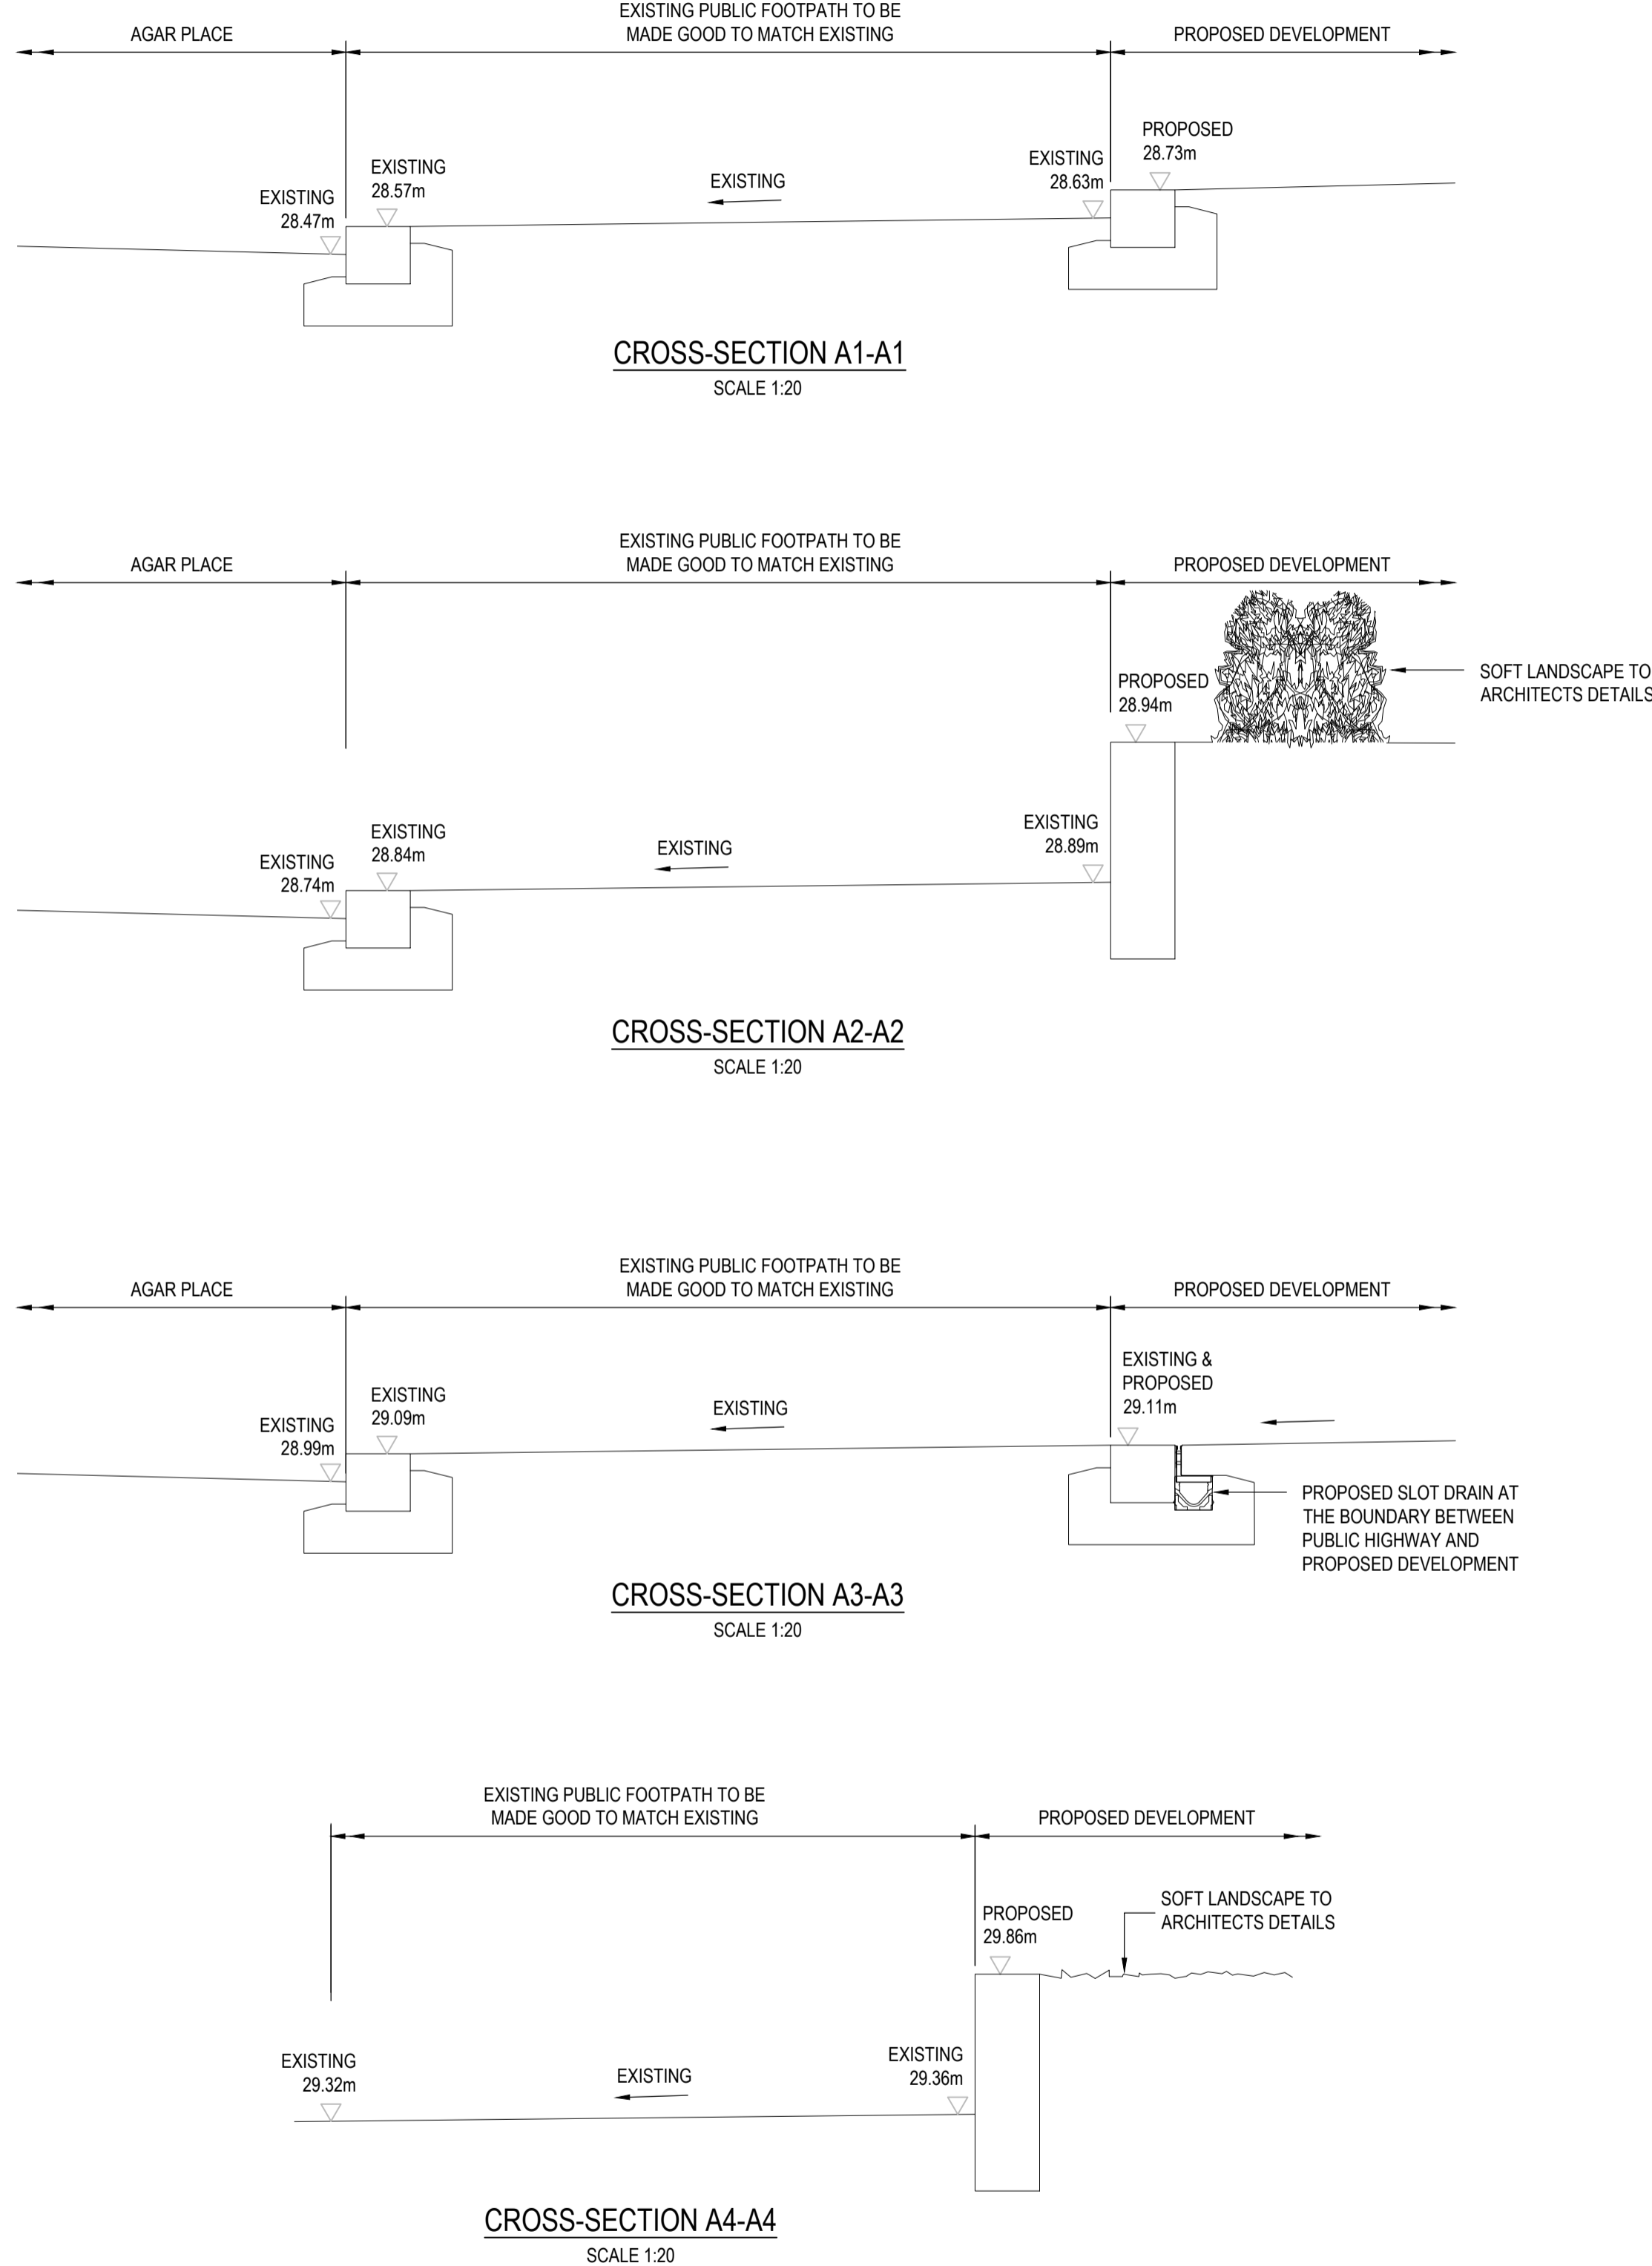 AGAR PLACE
EXISTING PUBLIC FOOTPATH TO BE
MADE GOOD TO MATCH EXISTING
PROPOSED DEVELOPMENT
EXISTING
28.47m
EXISTING
28.57m
EXISTING
EXISTING
28.63m
PROPOSED
28.73m
CROSS-SECTION A1-A1
SCALE 1:20
AGAR PLACE
EXISTING PUBLIC FOOTPATH TO BE
MADE GOOD TO MATCH EXISTING
PROPOSED DEVELOPMENT
SOFT LANDSCAPE TO
ARCHITECTS DETAILS
PROPOSED
28.94m
EXISTING
28.74m
EXISTING
28.84m
EXISTING
EXISTING
28.89m
CROSS-SECTION A2-A2
SCALE 1:20
AGAR PLACE
EXISTING PUBLIC FOOTPATH TO BE
MADE GOOD TO MATCH EXISTING
PROPOSED DEVELOPMENT
EXISTING
28.99m
EXISTING
29.09m
EXISTING
EXISTING &
PROPOSED
29.11m
PROPOSED SLOT DRAIN AT
THE BOUNDARY BETWEEN
PUBLIC HIGHWAY AND
PROPOSED DEVELOPMENT
CROSS-SECTION A3-A3
SCALE 1:20
EXISTING PUBLIC FOOTPATH TO BE
MADE GOOD TO MATCH EXISTING
PROPOSED DEVELOPMENT
PROPOSED
29.86m
SOFT LANDSCAPE TO
ARCHITECTS DETAILS
EXISTING
29.32m
EXISTING
EXISTING
29.36m
CROSS-SECTION A4-A4
SCALE 1:20